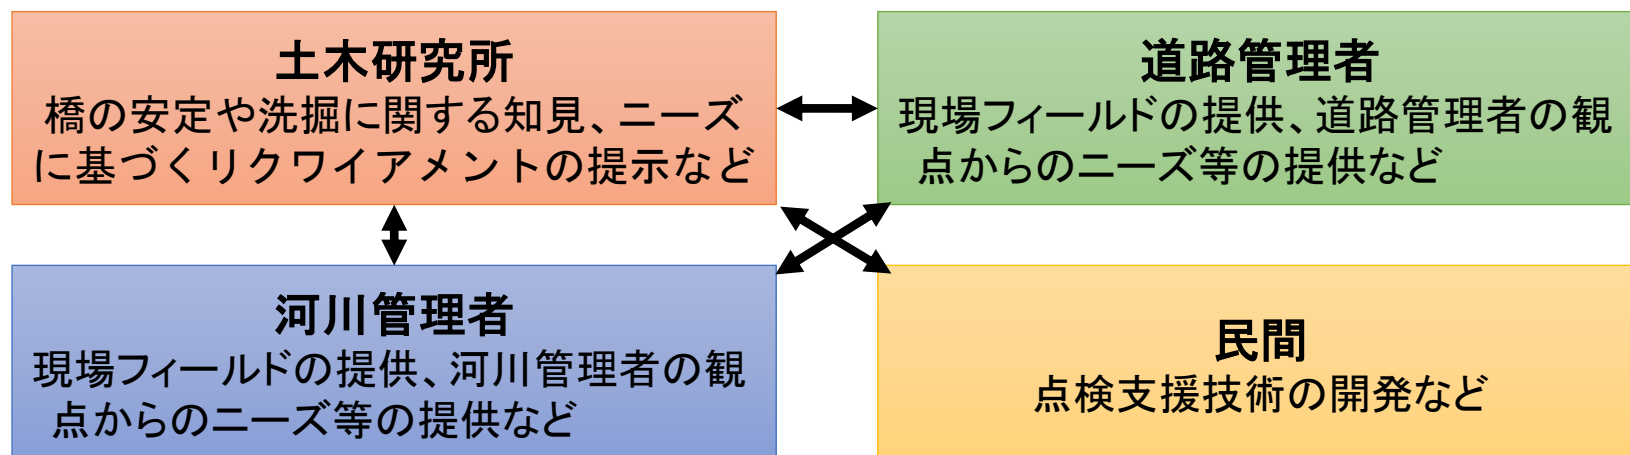 土木研究所
橋の安定や洗掘に関する知見、ニーズ
に基づくリクワイアメントの提示など
道路管理者
現場フィールドの提供、道路管理者の観
点からのニーズ等の提供など
河川管理者
現場フィールドの提供、河川管理者の観
点からのニーズ等の提供など
民間
点検支援技術の開発など